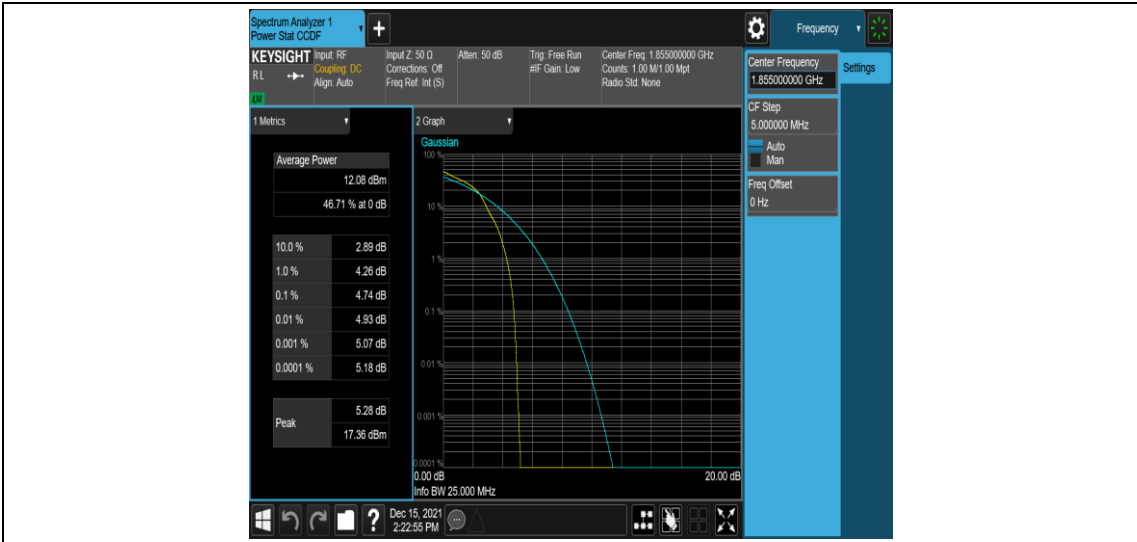 Spectrum Analyzer 1
Power Stat CCDF
+
Frequency
KEYSIGHT
RL
LXI
Input: RF
Coupling: DC
Align: Auto
Input Z: 50 Ω
Corrections: Off
Freq Ref: Int (S)
Atten: 50 dB
Trig: Free Run
#IF Gain: Low
Center Freq: 1.855000000 GHz
Counts: 1.00 M/1.00 Mpt
Radio Std: None
Center Frequency
1.855000000 GHz
Settings
CF Step
5.000000 MHz
Auto
Man
Freq Offset
0 Hz
1 Metrics
Average Power
12.08 dBm
46.71 % at 0 dB
10.0 % 2.89 dB
1.0 % 4.26 dB
0.1 % 4.74 dB
0.01 % 4.93 dB
0.001 % 5.07 dB
0.0001 % 5.18 dB
Peak
5.28 dB
17.36 dBm
2 Graph
Gaussian
100 %
10 %
1 %
0.1 %
0.01 %
0.001 %
0.0001 %
0.00 dB 20.00 dB
Info BW 25.000 MHz
?
Dec 15, 2021
2:22:55 PM